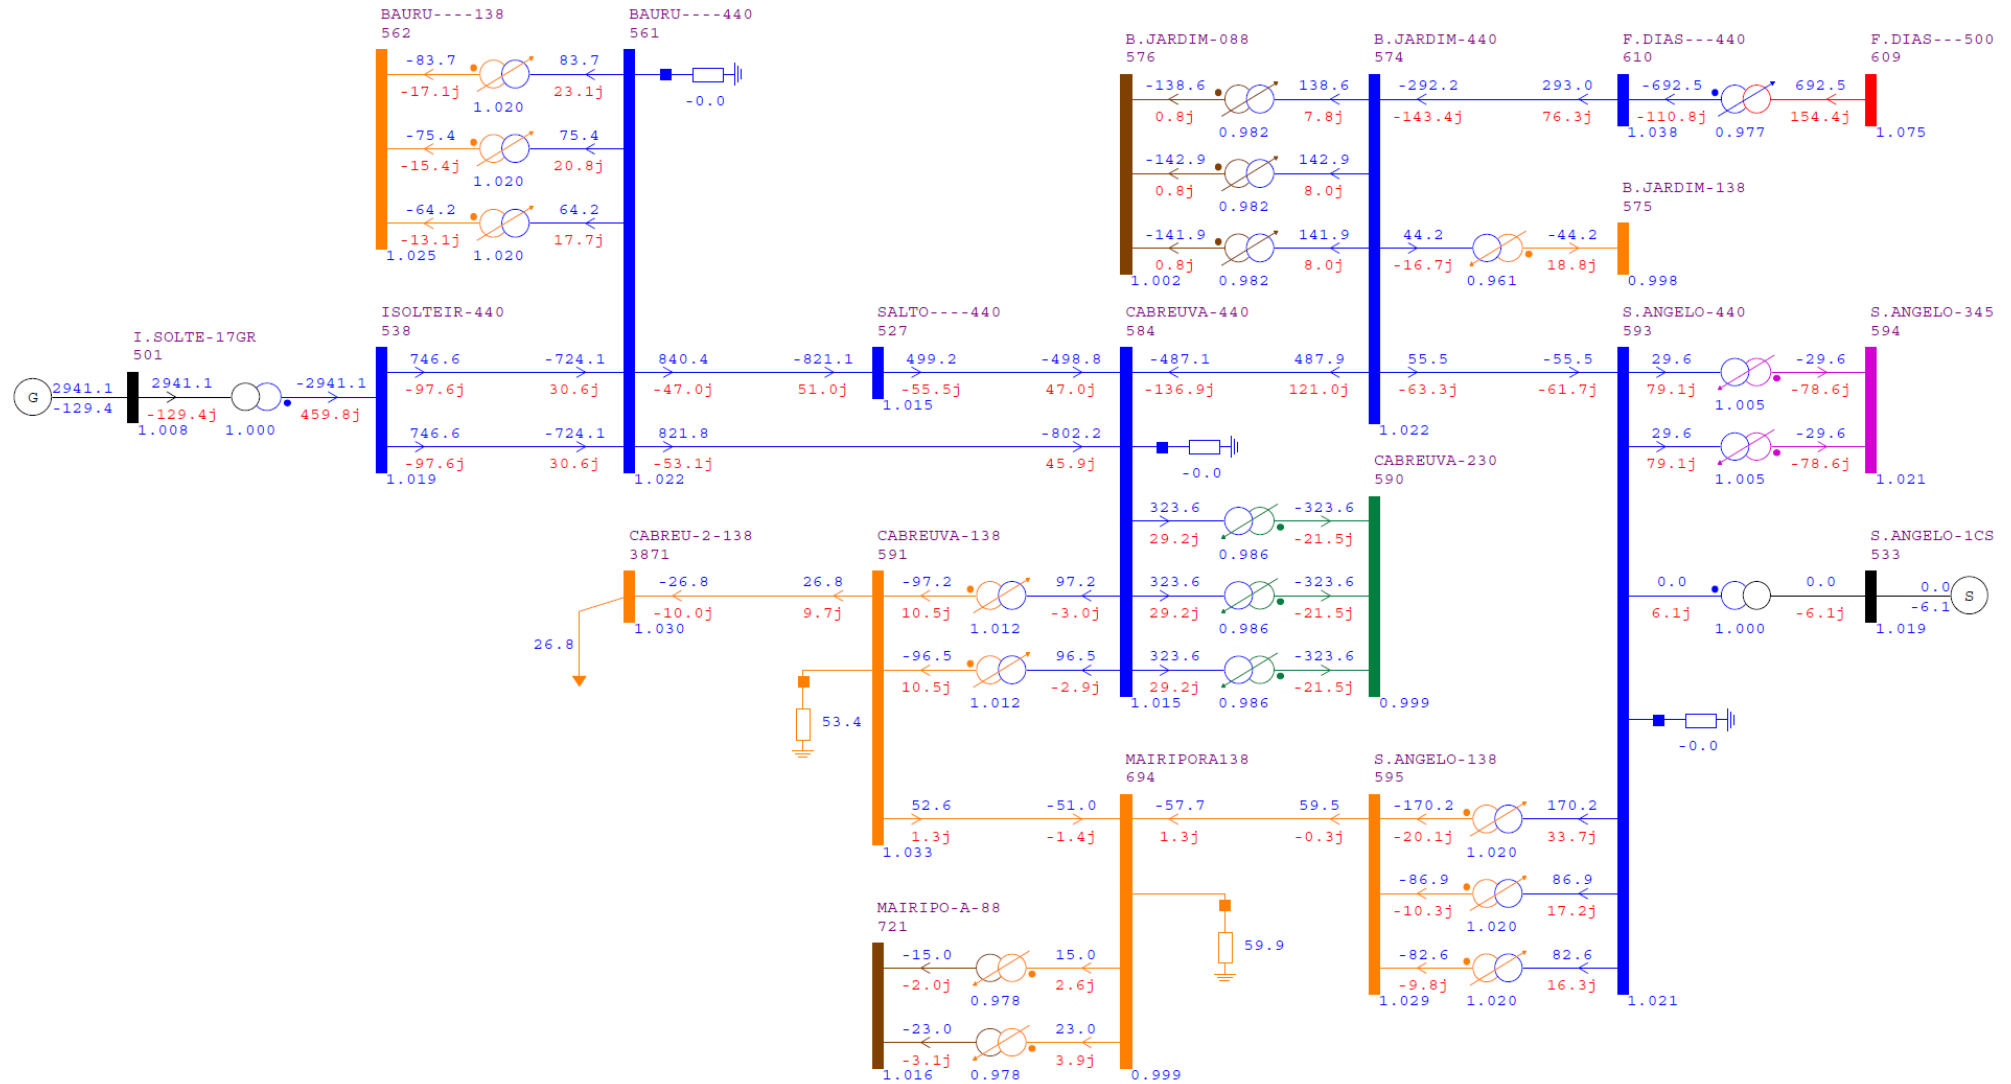 BAURU----138
562
BAURU----440
561
B.JARDIM-088
576
B.JARDIM-440
574
F.DIAS---440
610
F.DIAS---500
609
-83.7
83.7
-17.1j
23.1j
1.020
-0.0
-75.4
75.4
-15.4j
20.8j
1.020
-64.2
64.2
-13.1j
17.7j
1.025
1.020
-138.6
138.6
-292.2
293.0
-692.5
692.5
0.8j
7.8j
-143.4j
76.3j
-110.8j
154.4j
0.982
1.038
0.977
1.075
-142.9
142.9
0.8j
8.0j
0.982
B.JARDIM-138
575
-141.9
141.9
44.2
-44.2
0.8j
8.0j
-16.7j
18.8j
1.002
0.982
0.961
0.998
I.SOLTE-17GR
501
ISOLTEIR-440
538
SALTO----440
527
CABREUVA-440
584
S.ANGELO-440
593
S.ANGELO-345
594
G
2941.1
-129.4
2941.1
-2941.1
-129.4j
459.8j
1.008
1.000
746.6
-724.1
840.4
-821.1
499.2
-498.8
-487.1
487.9
55.5
-55.5
29.6
-29.6
-97.6j
30.6j
-47.0j
51.0j
-55.5j
47.0j
-136.9j
121.0j
-63.3j
-61.7j
79.1j
-78.6j
1.015
1.005
746.6
-724.1
821.8
-802.2
1.022
29.6
-29.6
-97.6j
30.6j
-53.1j
45.9j
-0.0
79.1j
-78.6j
1.019
1.022
1.005
1.021
CABREUVA-230
590
323.6
-323.6
29.2j
-21.5j
0.986
CABREU-2-138
3871
CABREUVA-138
591
S.ANGELO-1CS
533
-26.8
26.8
-97.2
97.2
323.6
-323.6
0.0
0.0
0.0
-6.1
S
-10.0j
9.7j
10.5j
-3.0j
29.2j
-21.5j
6.1j
-6.1j
1.030
1.012
0.986
1.000
1.019
26.8
-96.5
96.5
323.6
-323.6
10.5j
-2.9j
29.2j
-21.5j
1.012
1.015
0.986
0.999
53.4
-0.0
MAIRIPORA138
694
S.ANGELO-138
595
52.6
-51.0
-57.7
59.5
-170.2
170.2
1.3j
-1.4j
1.3j
-0.3j
-20.1j
33.7j
1.033
1.020
-86.9
86.9
-10.3j
17.2j
1.020
MAIRIPO-A-88
721
59.9
-15.0
15.0
-82.6
82.6
-2.0j
2.6j
-9.8j
16.3j
0.978
1.029
1.020
1.021
-23.0
23.0
-3.1j
3.9j
1.016
0.978
0.999